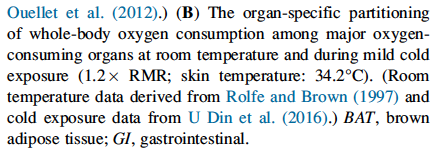 Ouellet et al. (2012).) (B) The organ-specific partitioning
of whole-body oxygen consumption among major oxygen-
consuming organs at room temperature and during mild cold
exposure (1.2× RMR; skin temperature: 34.2°C). (Room
temperature data derived from Rolfe and Brown (1997) and
cold exposure data from U Din et al. (2016).) BAT, brown
adipose tissue; GI, gastrointestinal.